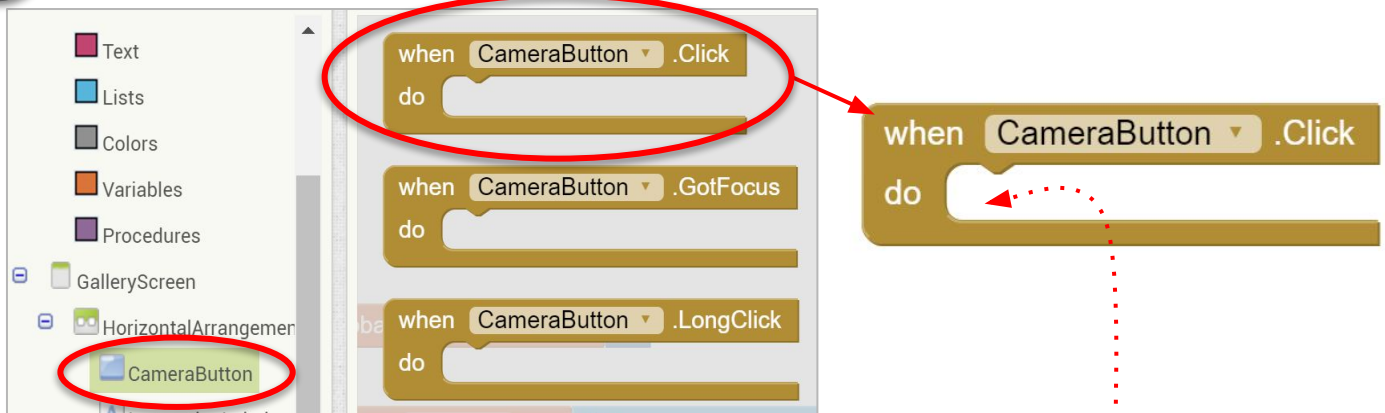 Text
Lists
Colors
Variables
Procedures
GalleryScreen
HorizontalArrangemen
CameraButton
when CameraButton .Click
do
when CameraButton .GotFocus
do
when CameraButton .LongClick
do
when CameraButton .Click
do